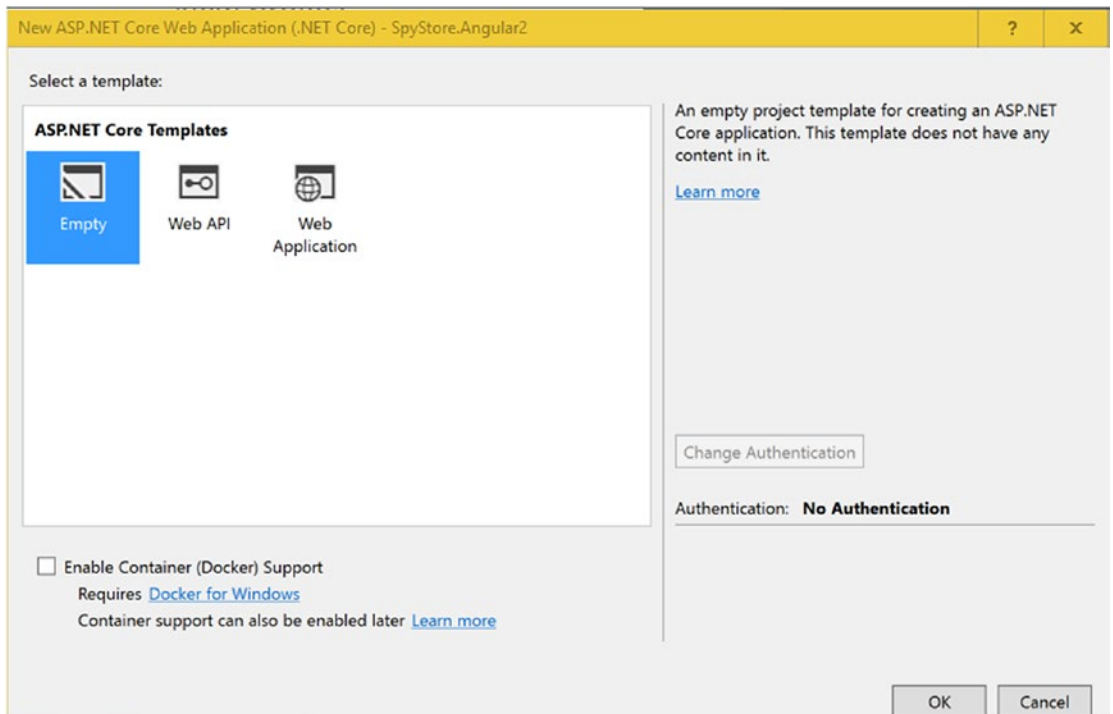 New ASP.NET Core Web Application (.NET Core) - SpyStore.Angular2
?
x
Select a template:
ASP.NET Core Templates
Empty
Web API
Web
Application
An empty project template for creating an ASP.NET
Core application. This template does not have any
content in it.
Learn more
Change Authentication
Authentication: No Authentication
Enable Container (Docker) Support
Requires Docker for Windows
Container support can also be enabled later Learn more
OK
Cancel